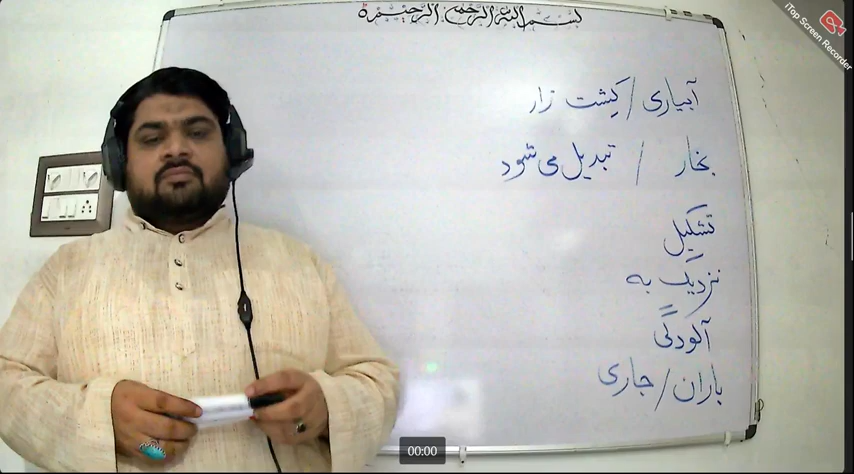 بسم الله الرحمن الرحیم
آبیاری / کِشت زار
بخار / تبدیل می‌شود
تشکیل
نزدیک به
آلودگی
باران / جاری
iTop Screen Recorder
00:00